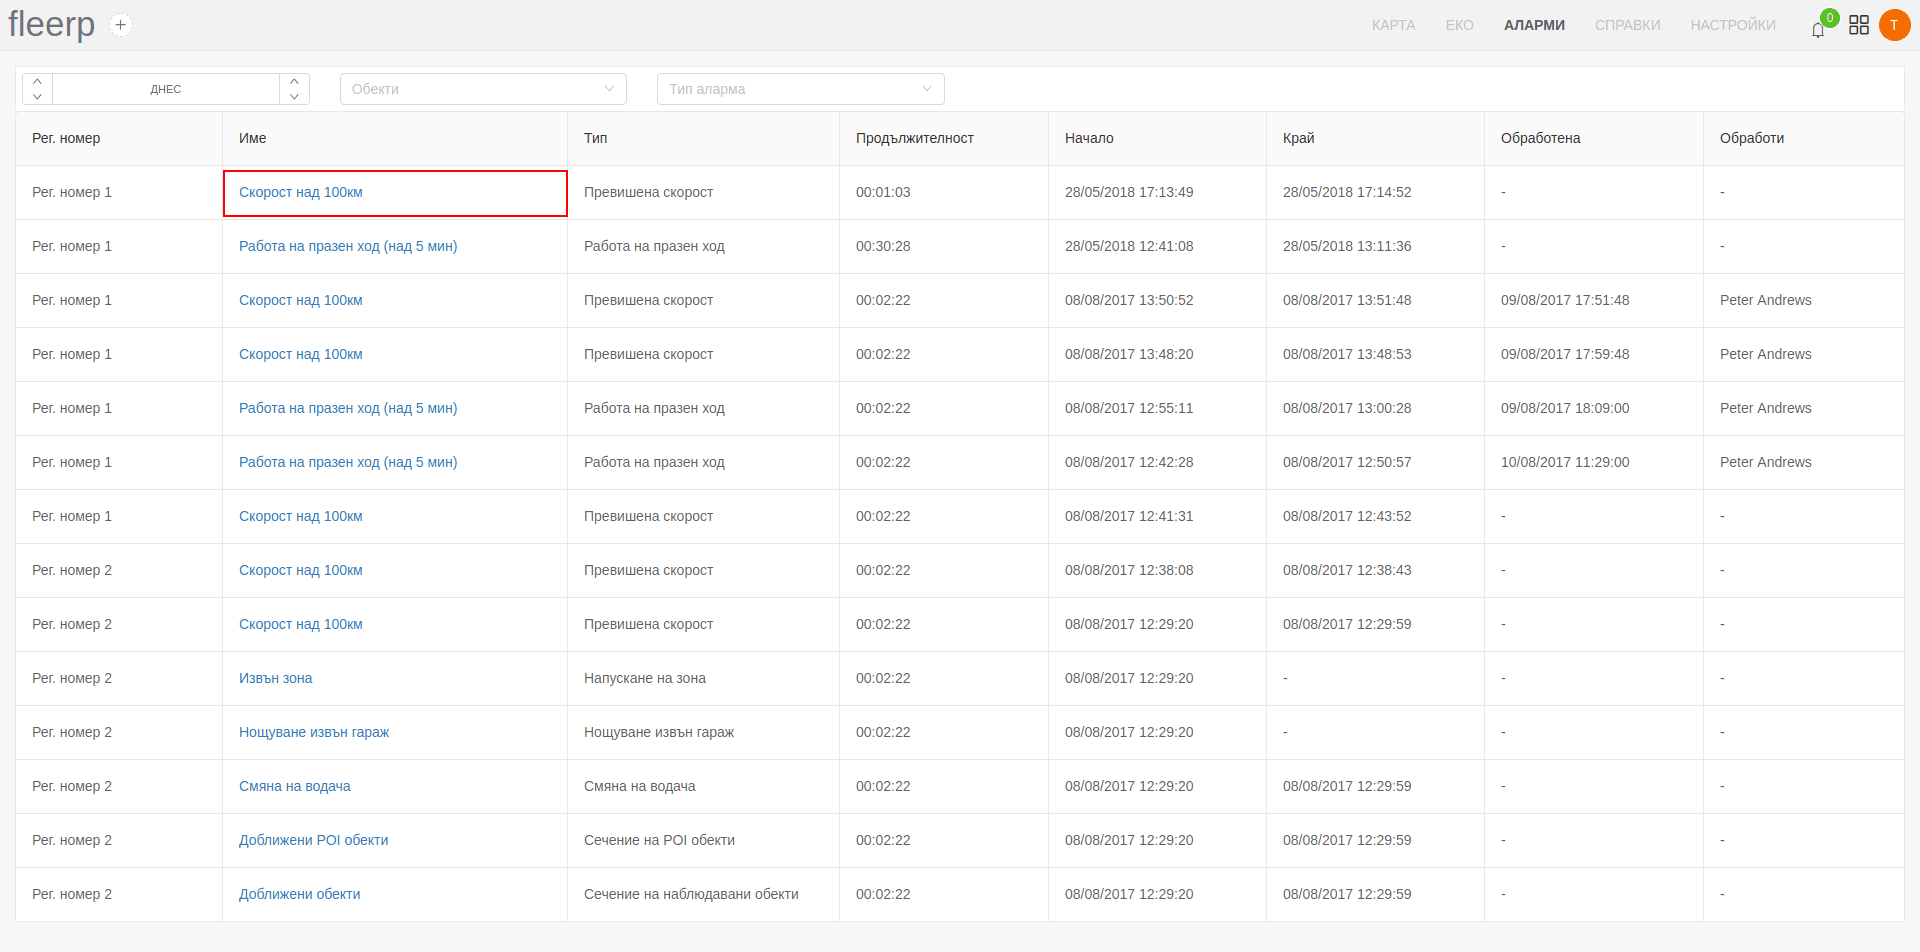 fleerp + КАРТА ЕКО АЛАРМИ СПРАВКИ НАСТРОЙКИ 0 T
ДНЕС Обекти Тип аларма
Рег. номер Име Тип Продължителност Начало Край Обработена Обработи
Рег. номер 1 Скорост над 100км Превишена скорост 00:01:03 28/05/2018 17:13:49 28/05/2018 17:14:52 - -
Рег. номер 1 Работа на празен ход (над 5 мин) Работа на празен ход 00:30:28 28/05/2018 12:41:08 28/05/2018 13:11:36 - -
Рег. номер 1 Скорост над 100км Превишена скорост 00:02:22 08/08/2017 13:50:52 08/08/2017 13:51:48 09/08/2017 17:51:48 Peter Andrews
Рег. номер 1 Скорост над 100км Превишена скорост 00:02:22 08/08/2017 13:48:20 08/08/2017 13:48:53 09/08/2017 17:59:48 Peter Andrews
Рег. номер 1 Работа на празен ход (над 5 мин) Работа на празен ход 00:02:22 08/08/2017 12:55:11 08/08/2017 13:00:28 09/08/2017 18:09:00 Peter Andrews
Рег. номер 1 Работа на празен ход (над 5 мин) Работа на празен ход 00:02:22 08/08/2017 12:42:28 08/08/2017 12:50:57 10/08/2017 11:29:00 Peter Andrews
Рег. номер 1 Скорост над 100км Превишена скорост 00:02:22 08/08/2017 12:41:31 08/08/2017 12:43:52 - -
Рег. номер 2 Скорост над 100км Превишена скорост 00:02:22 08/08/2017 12:38:08 08/08/2017 12:38:43 - -
Рег. номер 2 Скорост над 100км Превишена скорост 00:02:22 08/08/2017 12:29:20 08/08/2017 12:29:59 - -
Рег. номер 2 Извън зона Напускане на зона 00:02:22 08/08/2017 12:29:20 - - -
Рег. номер 2 Нощуване извън гараж Нощуване извън гараж 00:02:22 08/08/2017 12:29:20 - - -
Рег. номер 2 Смяна на водача Смяна на водача 00:02:22 08/08/2017 12:29:20 08/08/2017 12:29:59 - -
Рег. номер 2 Доближени POI обекти Сечение на POI обекти 00:02:22 08/08/2017 12:29:20 08/08/2017 12:29:59 - -
Рег. номер 2 Доближени обекти Сечение на наблюдавани обекти 00:02:22 08/08/2017 12:29:20 08/08/2017 12:29:59 - -